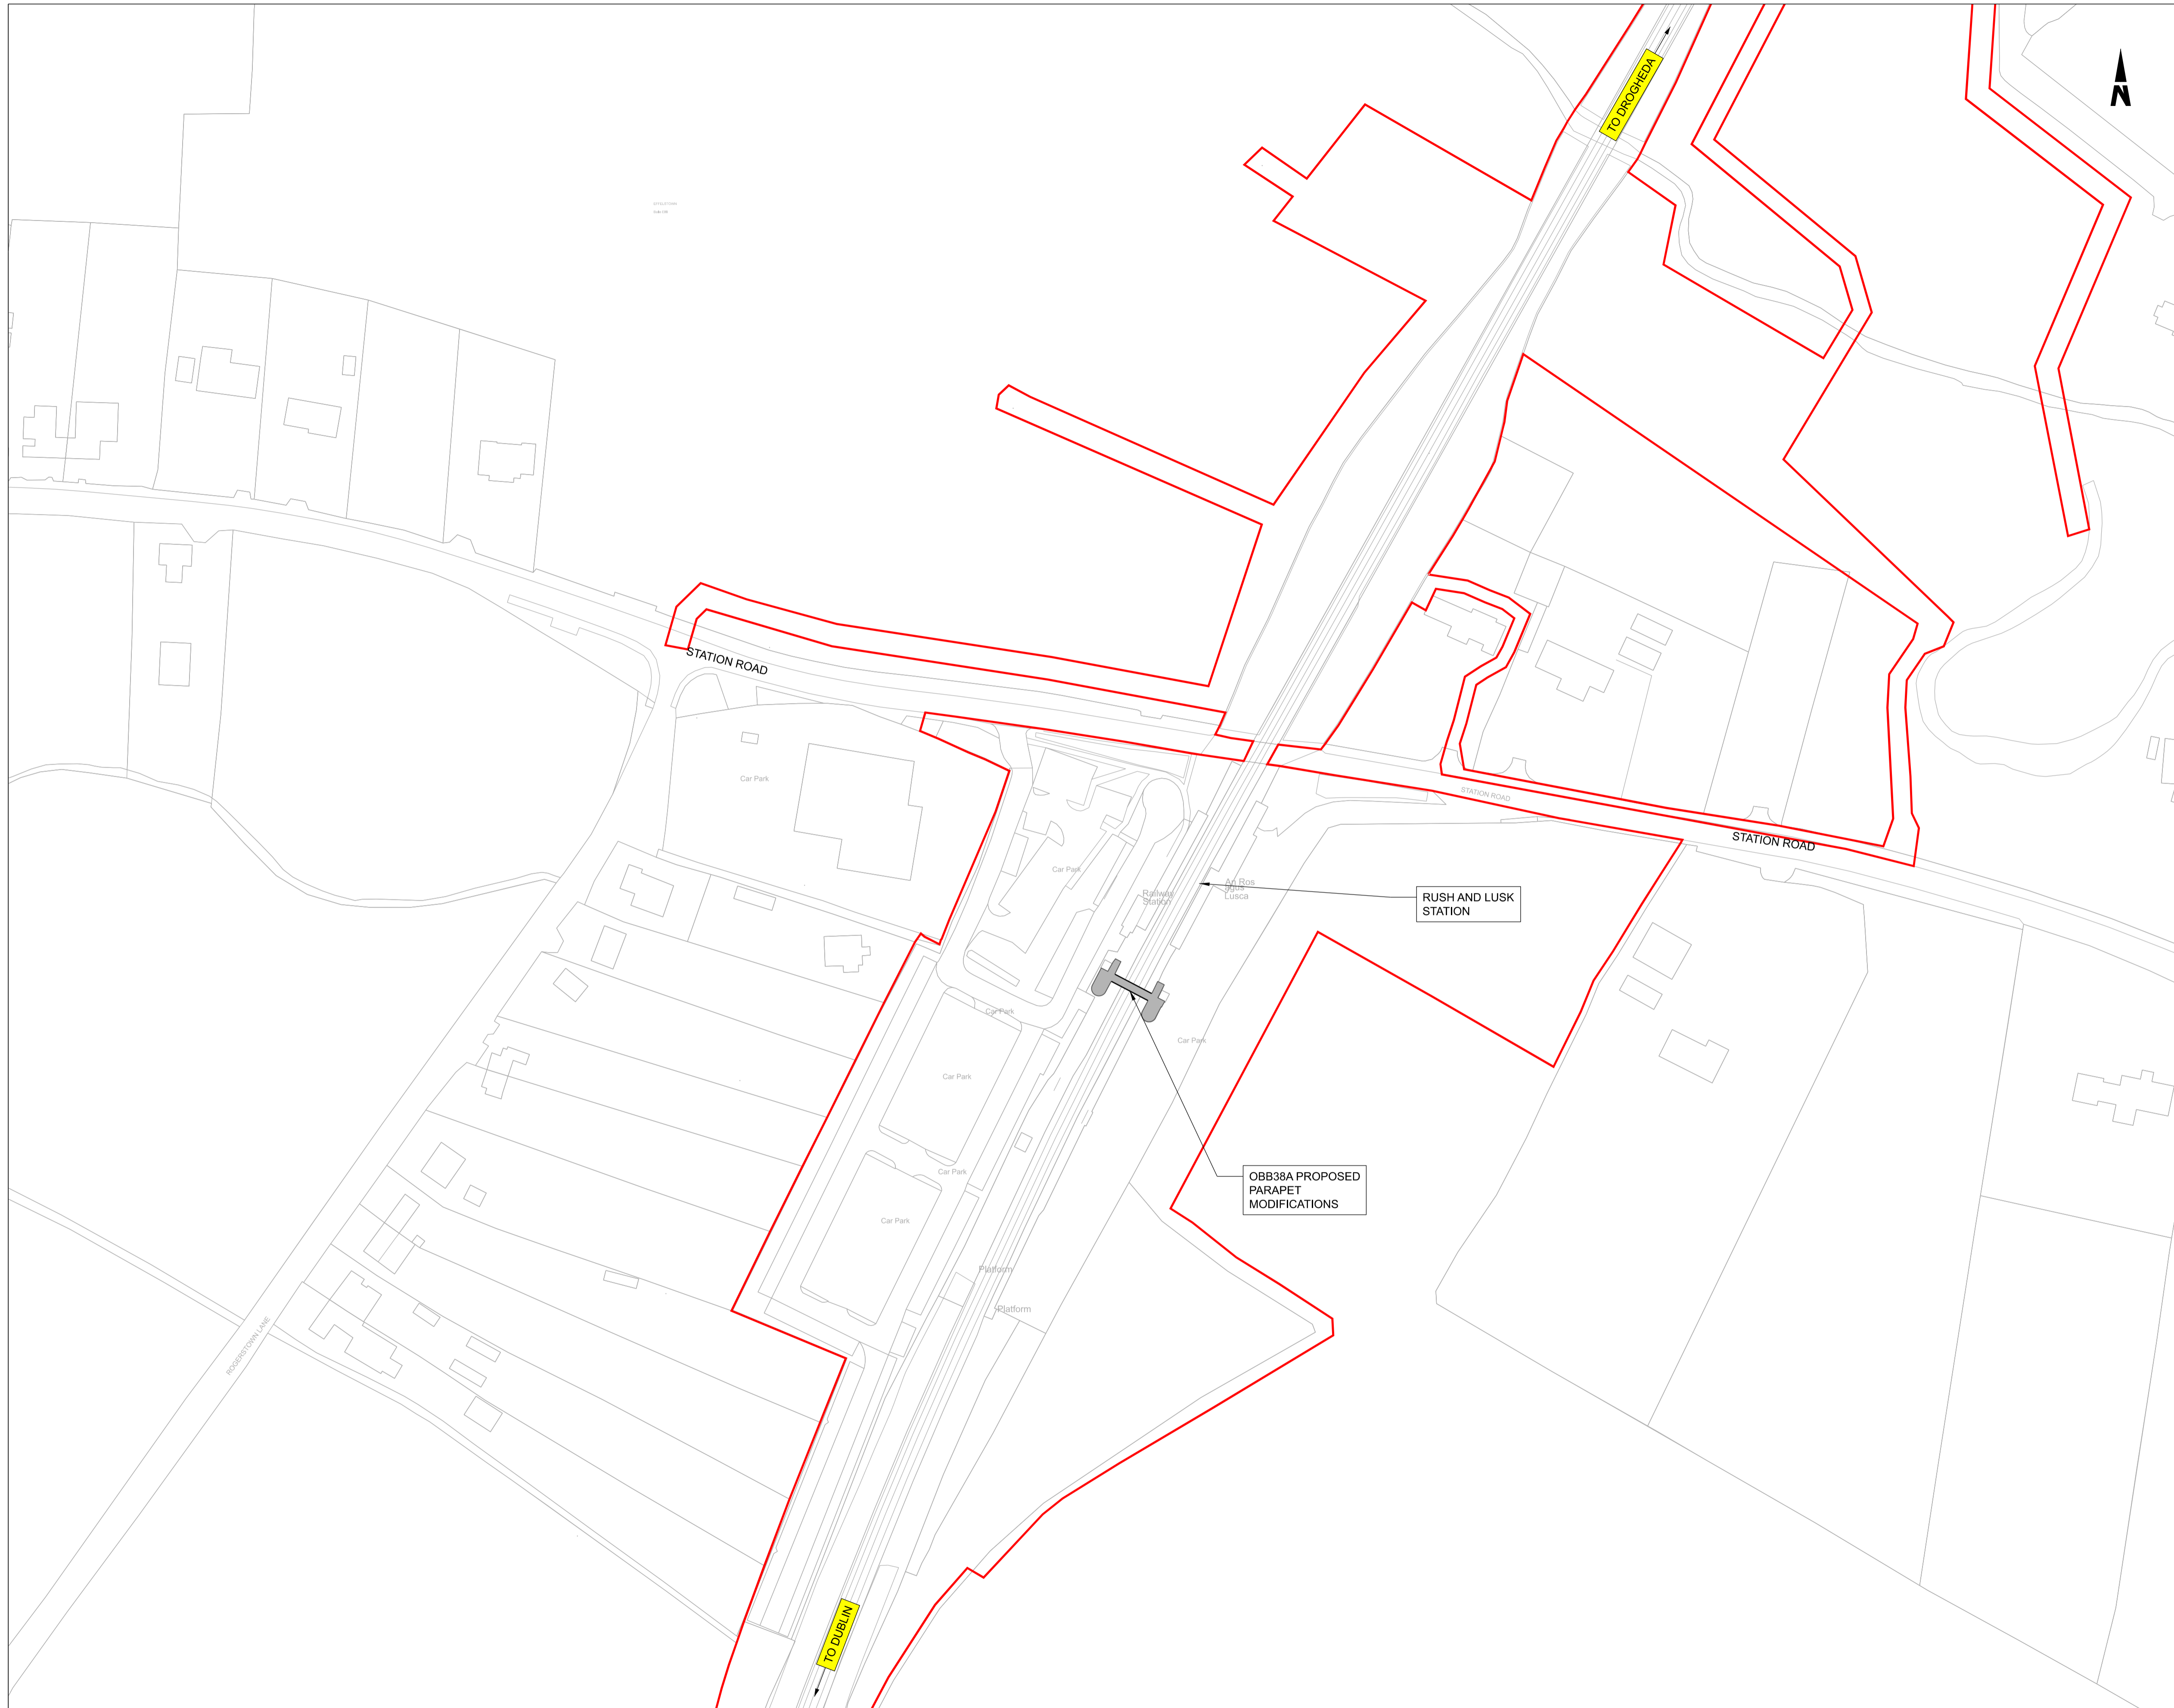 TO DROGHEDA
N
STATION ROAD
Car Park
STATION ROAD
STATION ROAD
Car Park
Railway
Station
An Ros
agus
Lusca
RUSH AND LUSK
STATION
Car Park
Car Park
Car Park
Car Park
OBB38A PROPOSED
PARAPET
MODIFICATIONS
Car Park
Platform
Platform
ROGERSTOWN LANE
TO DUBLIN